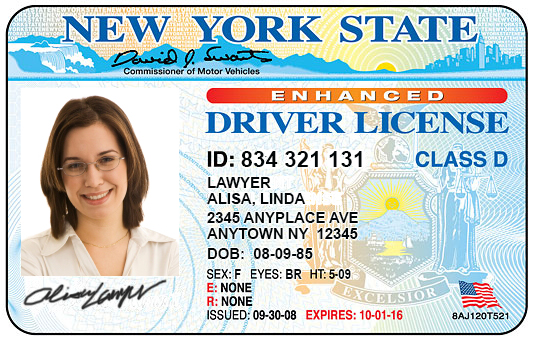 NEW YORK STATE
David J. Swarts
Commissioner of Motor Vehicles
ENHANCED
DRIVER LICENSE
ID: 834 321 131 CLASS D
LAWYER
ALISA, LINDA
2345 ANYPLACE AVE
ANYTOWN NY 12345
DOB: 08-09-85
SEX: F EYES: BR HT: 5-09
E: NONE
R: NONE
ISSUED: 09-30-08 EXPIRES: 10-01-16
EXCELSIOR
8AJ120T521
Alisa Lawyer